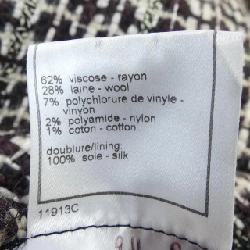 62% viscose - rayon
28% laine - wool
7% polychlorure de vinyle -
vinyon
2% polyamide - nylon
1% coton - cotton
doublure/lining:
100% soie - silk
11913C